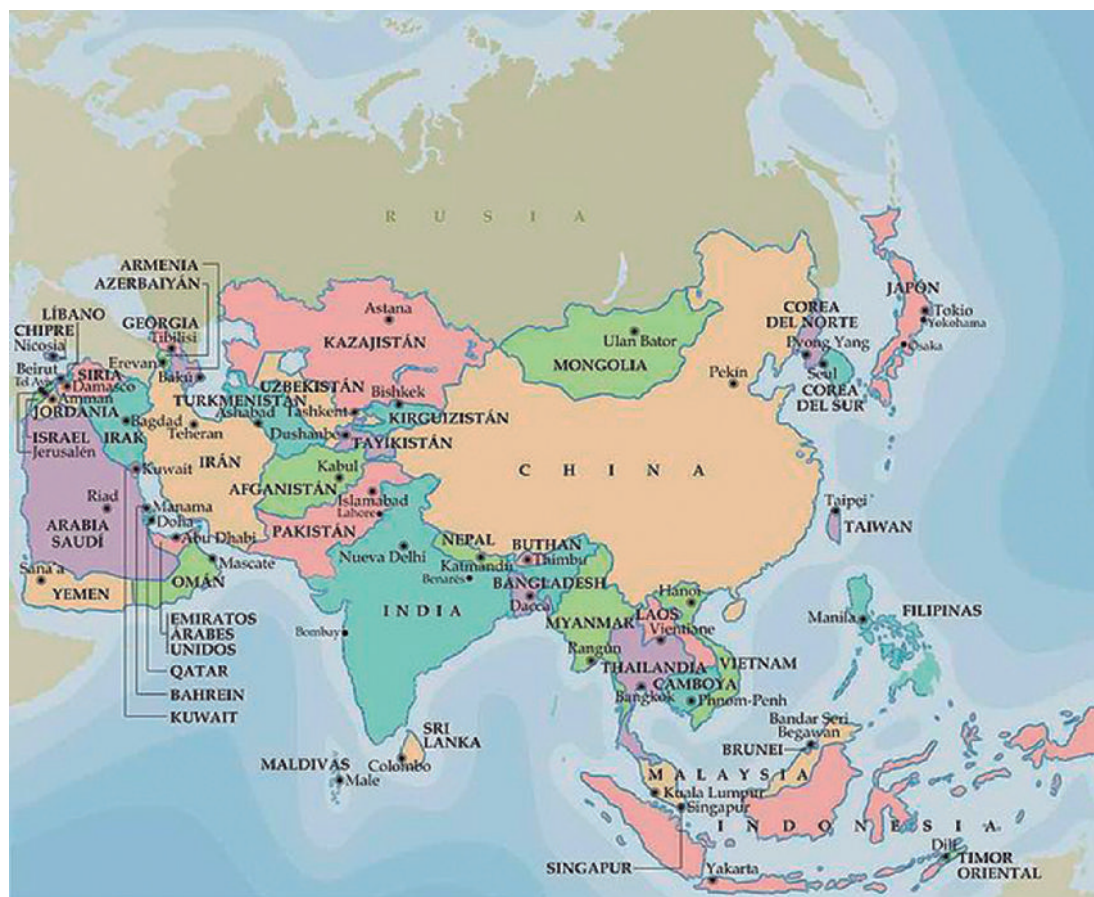 R U S I A
ARMENIA
AZERBAIYÁN
LÍBANO
CHIPRE
Nicosia
GEORGIA
Tibilisi
Beirut
Tel Aviv
SIRIA
Damasco
Amman
JORDANIA
ISRAEL
Jerusalén
IRAK
Bagdad
Erevan
Bakú
Astana
KAZAJISTÁN
UZBEKISTÁN
TURKMENISTÁN
Ashabad
Tashkent
Bishkek
KIRGUIZISTÁN
Dushanbe
TAYIKISTÁN
Teheran
IRÁN
Kuwait
Kabul
AFGANISTÁN
Islamabad
Lahore
PAKISTÁN
Riad
ARABIA
SAUDÍ
Manama
Doha
Abu Dhabi
Mascate
OMÁN
Sana'a
YEMEN
EMIRATOS
ÁRABES
UNIDOS
QATAR
BAHREIN
KUWAIT
Ulan Bator
MONGOLIA
Pekín
C H I N A
COREA
DEL NORTE
Pyong Yang
Seul
COREA
DEL SUR
JAPÓN
Tokio
Yokohama
Osaka
Taipei
TAIWAN
Nueva Delhi
NEPAL
Katmandú
Benarés
BUTHAN
Thimbu
BANGLADESH
Dacca
I N D I A
Bombay
MYANMAR
Rangún
Hanoi
LAOS
Vientiane
THAILANDIA
Bangkok
VIETNAM
CAMBOYA
Phnom-Penh
Manila
FILIPINAS
SRI
LANKA
Colombo
MALDIVAS
Male
Bandar Seri
Begawan
BRUNEI
M A L A Y S I A
Kuala Lumpur
Singapur
I N D O N E S I A
SINGAPUR
Yakarta
Dili
TIMOR
ORIENTAL